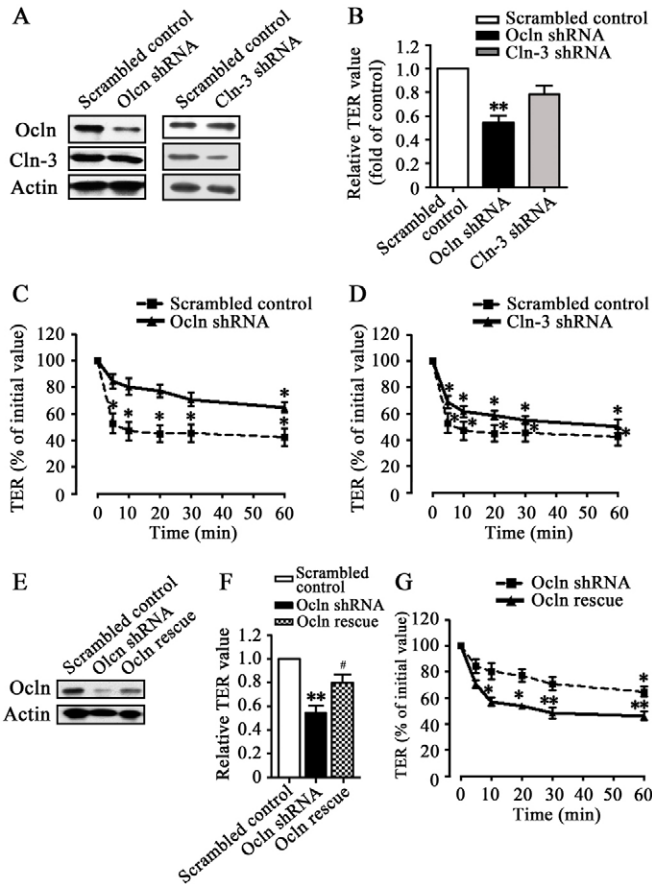 A
Scrambled control
Olcn shRNA
Scrambled control
Cln-3 shRNA
Ocln
Cln-3
Actin
B
Scrambled control
Ocln shRNA
Cln-3 shRNA
Relative TER value
(fold of control)
1.2
1.0
0.8
0.6
0.4
0.2
0
**
Scrambled
control
Ocln shRNA
Cln-3 shRNA
C
Scrambled control
Ocln shRNA
TER (% of initial value)
120
100
80
60
40
20
0
* * * * * *
0 10 20 30 40 50 60
Time (min)
D
Scrambled control
Cln-3 shRNA
TER (% of initial value)
120
100
80
60
40
20
0
* * * * *
* * * * *
0 10 20 30 40 50 60
Time (min)
E
Scrambled control
Olcn shRNA
Ocln rescue
Ocln
Actin
F
Scrambled
control
Ocln shRNA
Ocln rescue
Relative TER value
1.2
1.0
0.8
0.6
0.4
0.2
0
**
#
Scrambled control
Ocln shRNA
Ocln rescue
G
Ocln shRNA
Ocln rescue
TER (% of initial value)
120
100
80
60
40
20
0
*
* * ** **
0 10 20 30 40 50 60
Time (min)